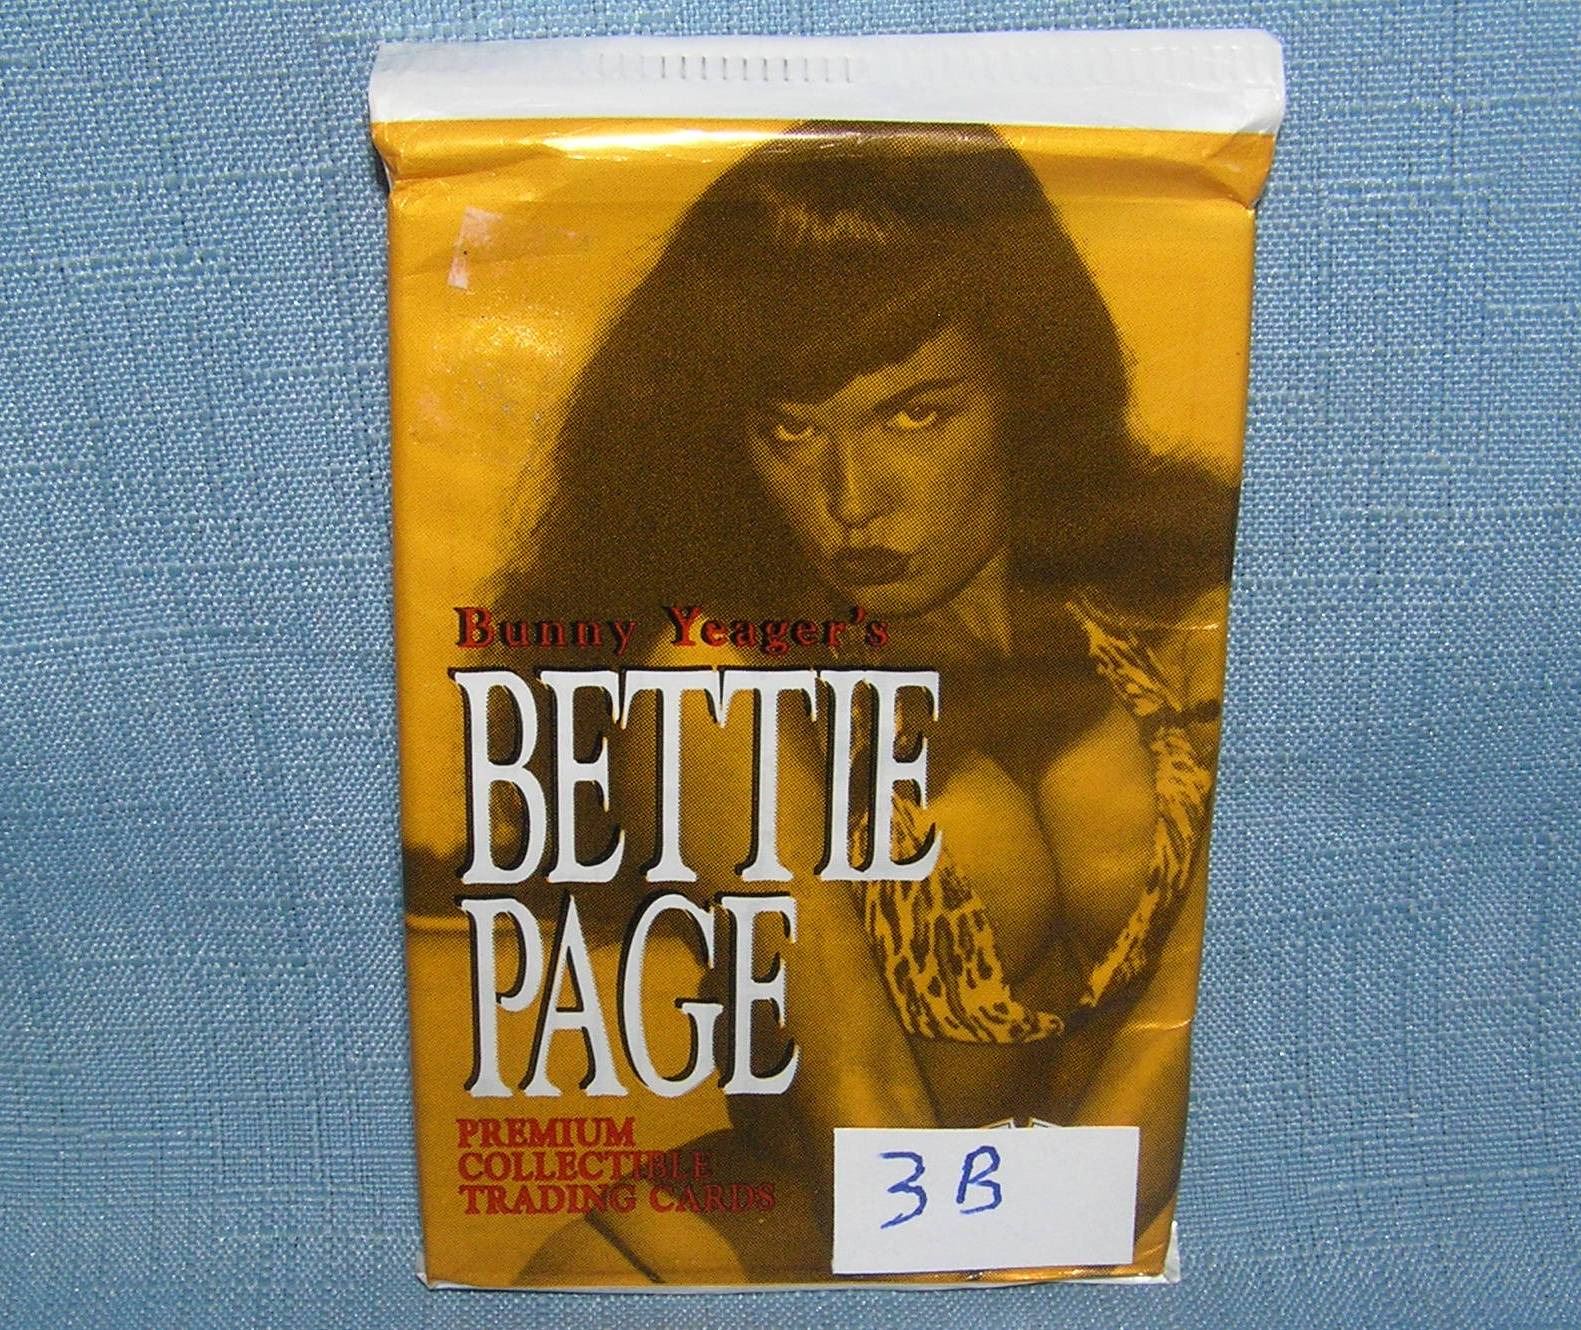 Bunny Yeager's
BETTIE
PAGE
PREMIUM
COLLECTIBLE
TRADING CARDS
3B